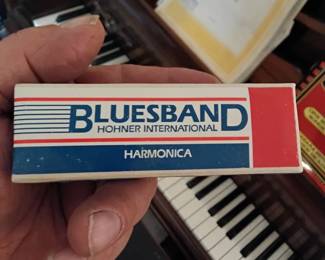 BLUESBAND
HOHNER INTERNATIONAL
HARMONICA